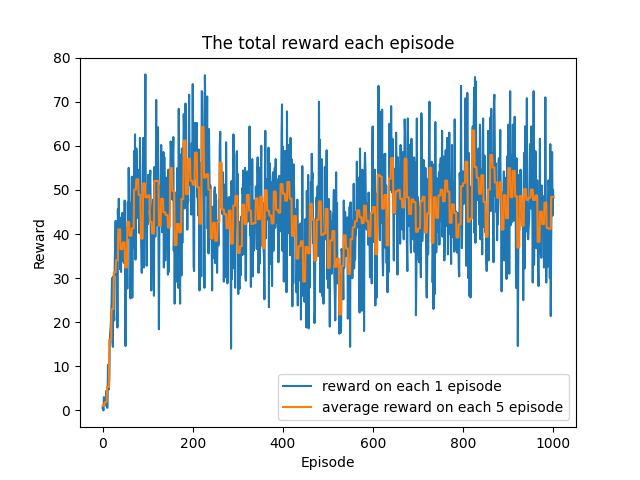 The total reward each episode
80
70
60
50
40
30
20
10
0
Reward
reward on each 1 episode
average reward on each 5 episode
0 200 400 600 800 1000
Episode